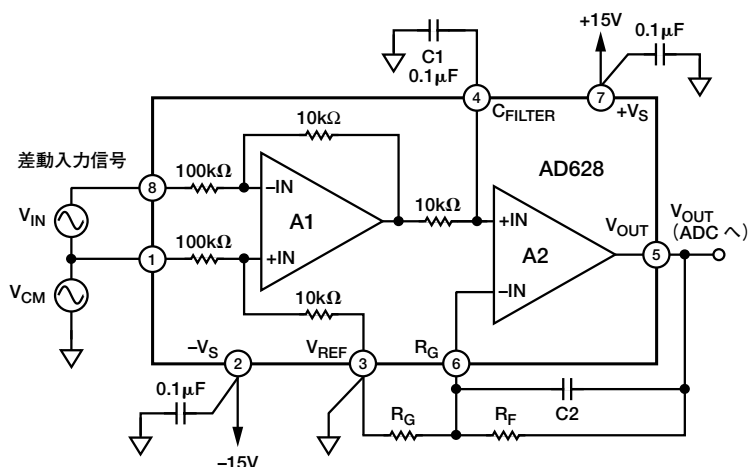 +15V
0.1µF
C1
0.1µF
4
7
10kΩ
CFILTER
+VS
差動入力信号
100kΩ
AD628
8
–IN
10kΩ
+IN
VIN
A1
VOUT
VOUT
(ADC へ)
100kΩ
1
+IN
A2
5
VCM
10kΩ
–IN
–VS
VREF
RG
2
3
6
0.1µF
C2
RG
RF
–15V